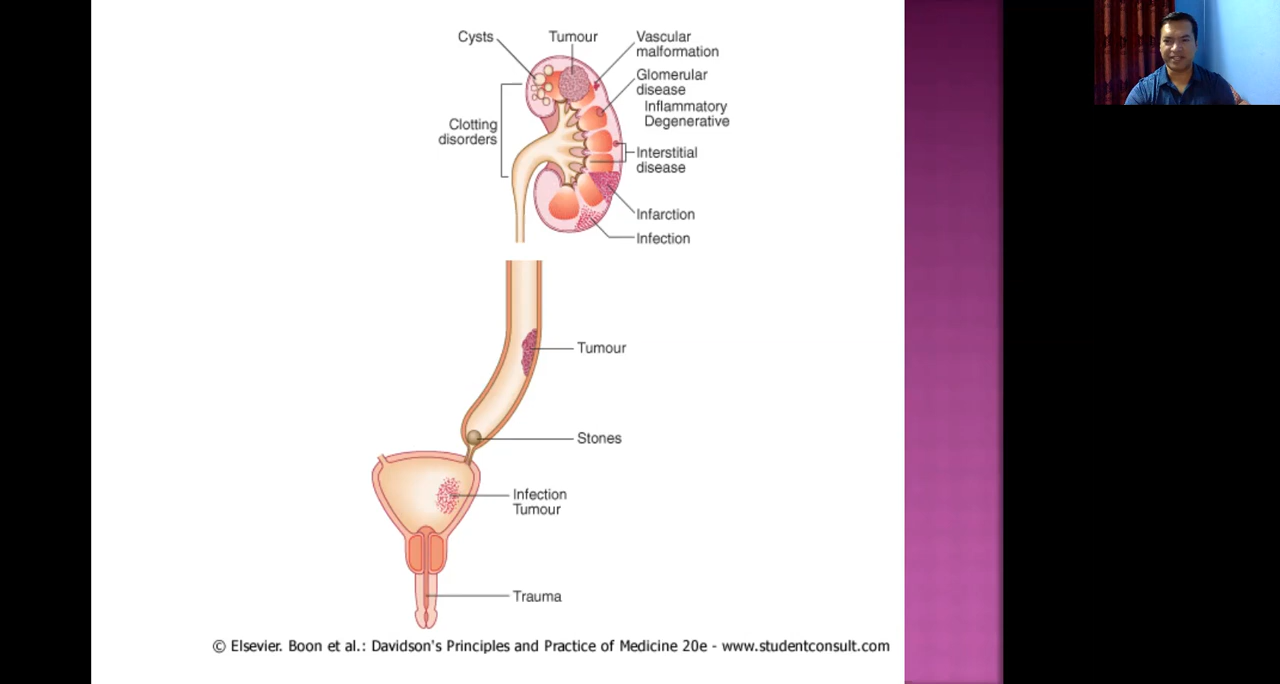 Cysts
Tumour
Vascular
malformation
Glomerular
disease
Inflammatory
Degenerative
Clotting
disorders
Interstitial
disease
Infarction
Infection
Tumour
Stones
Infection
Tumour
Trauma
© Elsevier. Boon et al.: Davidson's Principles and Practice of Medicine 20e - www.studentconsult.com